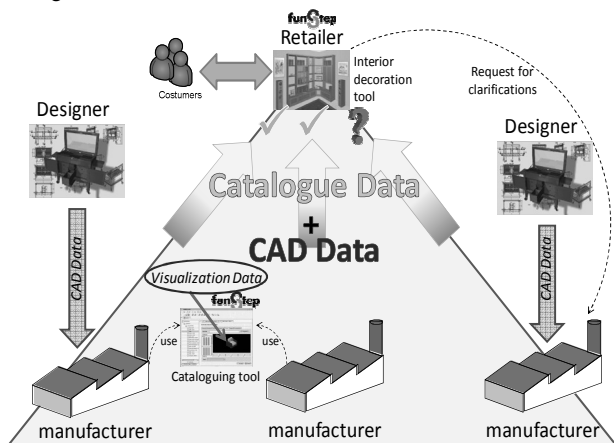 funStep
Retailer
Interior
decoration
tool
Costumers
Request for
clarifications
?
Designer
Designer
Catalogue Data
+
CAD Data
CAD Data
CAD Data
Visualization Data
funStep
use
use
Cataloguing tool
manufacturer
manufacturer
manufacturer